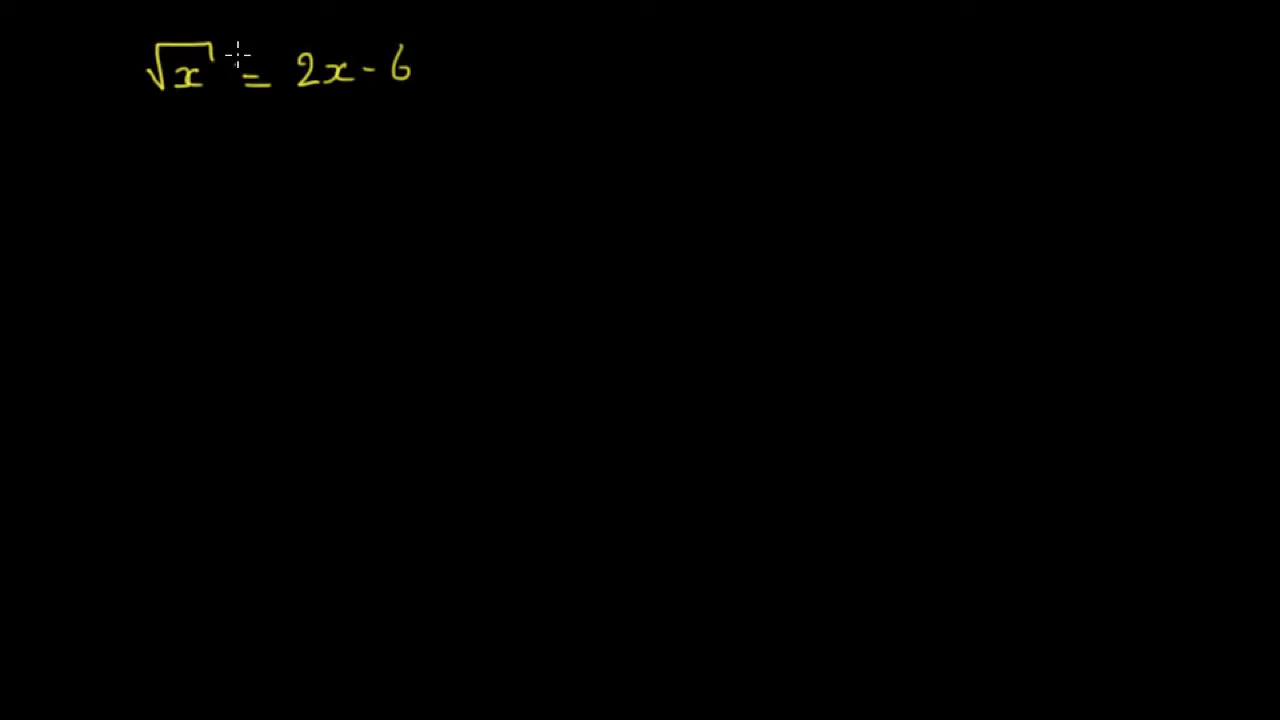 √x = 2x - 6